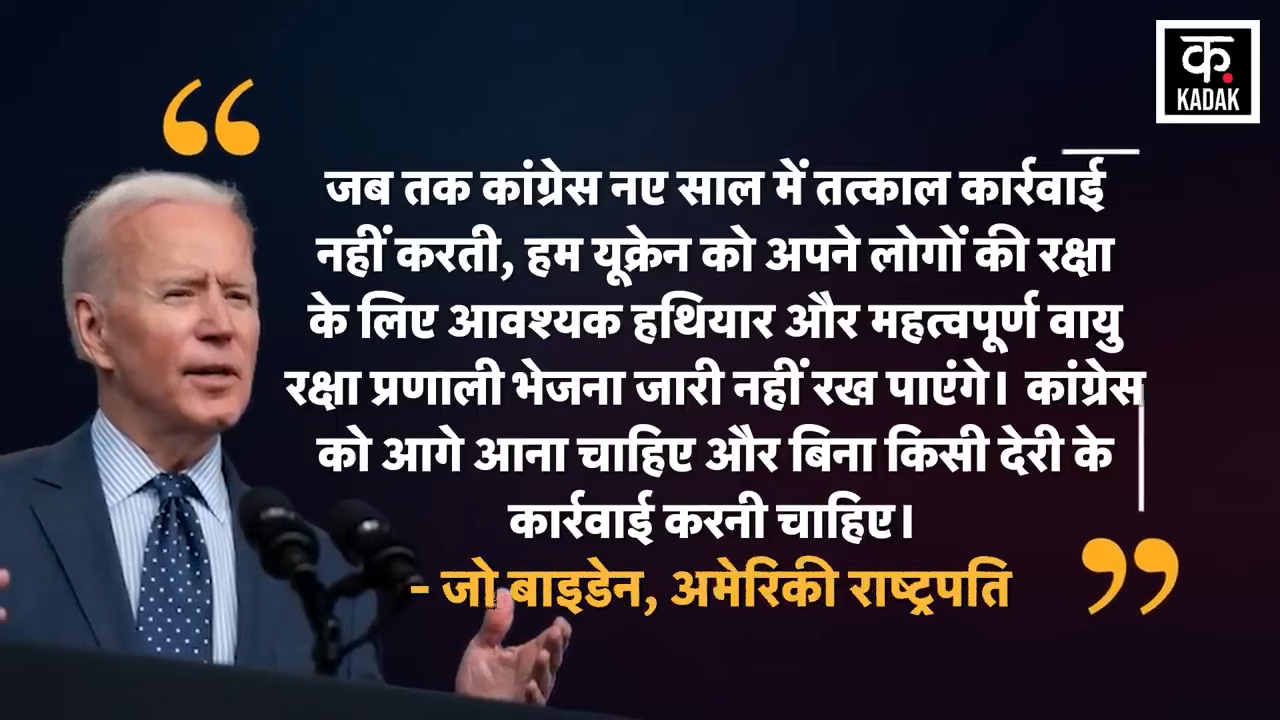 क.
KADAK
जब तक कांग्रेस नए साल में तत्काल कार्रवाई
नहीं करती, हम यूक्रेन को अपने लोगों की रक्षा
के लिए आवश्यक हथियार और महत्वपूर्ण वायु
रक्षा प्रणाली भेजना जारी नहीं रख पाएंगे। कांग्रेस
को आगे आना चाहिए और बिना किसी देरी के
कार्रवाई करनी चाहिए।
- जो बाइडेन, अमेरिकी राष्ट्रपति